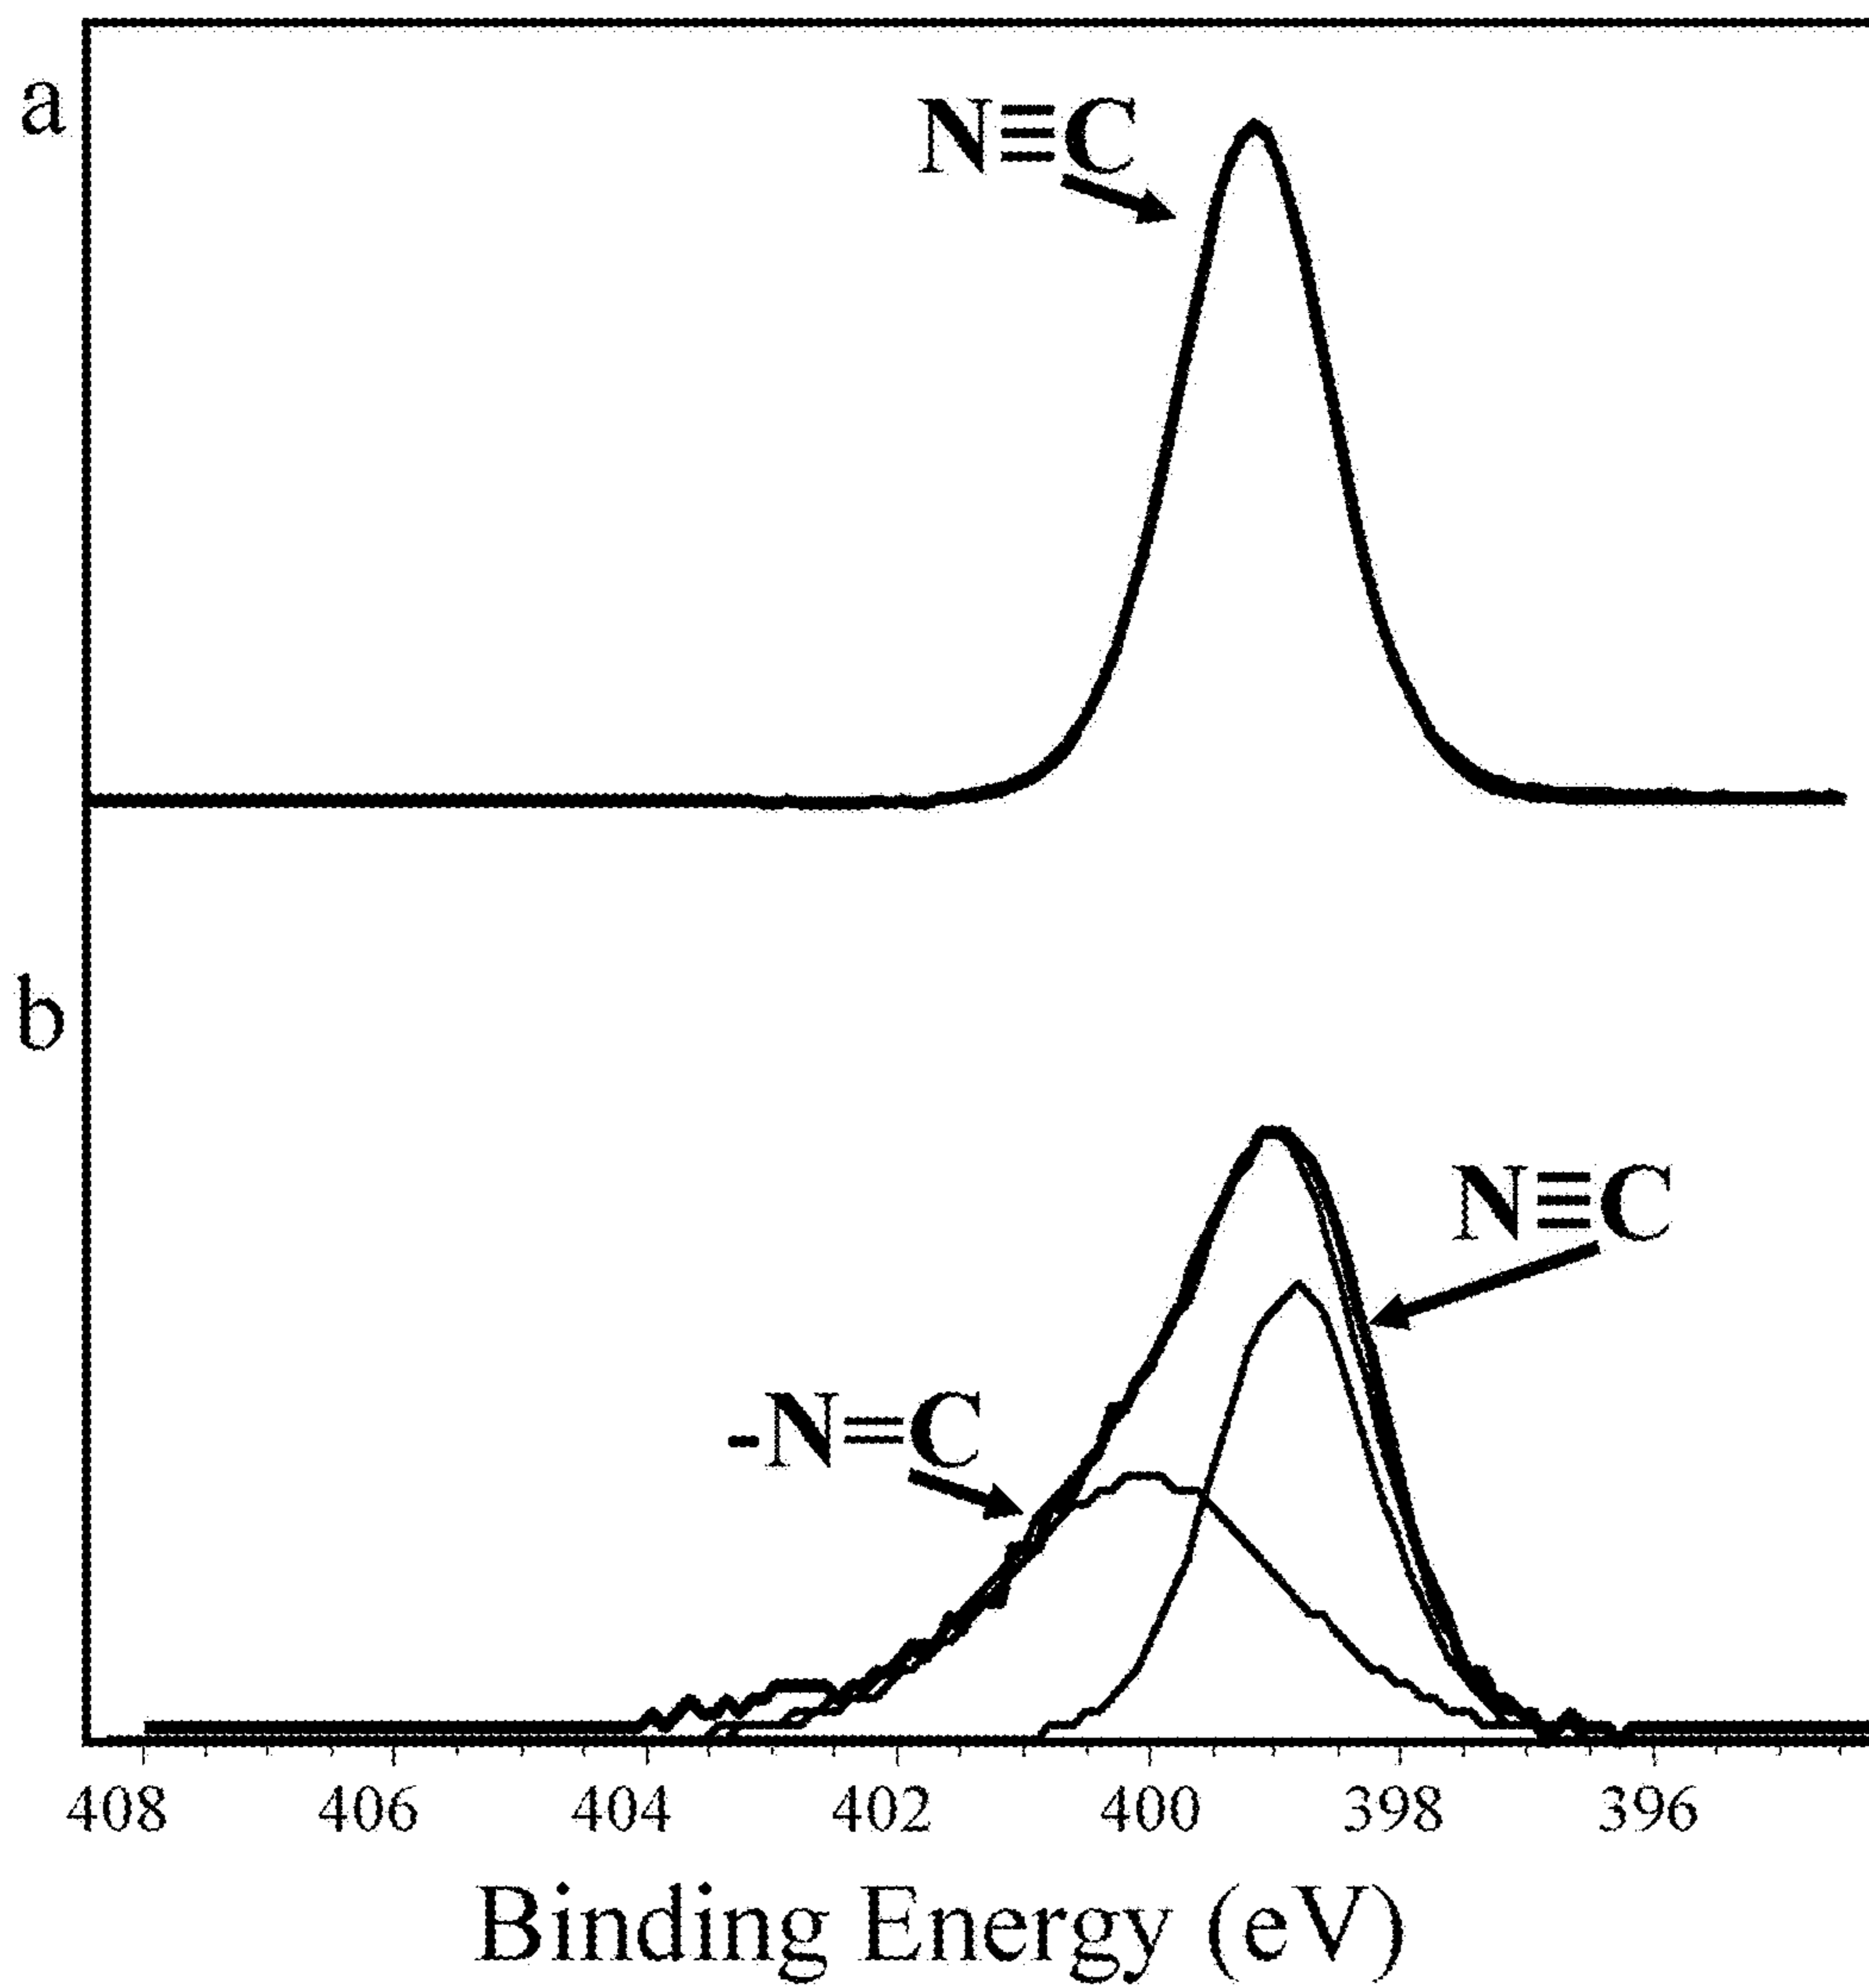 a
N≡C
b
N≡C
-N=C
408 406 404 402 400 398 396
Binding Energy (eV)